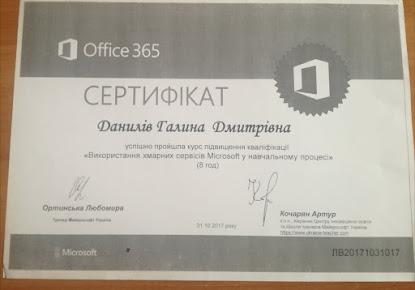 Office 365
СЕРТИФІКАТ
Данилів Галина Дмитрівна
успішно пройшла курс підвищення кваліфікації
«Використання хмарних сервісів Microsoft у навчальному процесі»
(8 год)
Ортинська Любомира
Тренер Майкрософт Україна
31.10.2017 року
Кочарян Артур
Microsoft
ЛВ20171031017